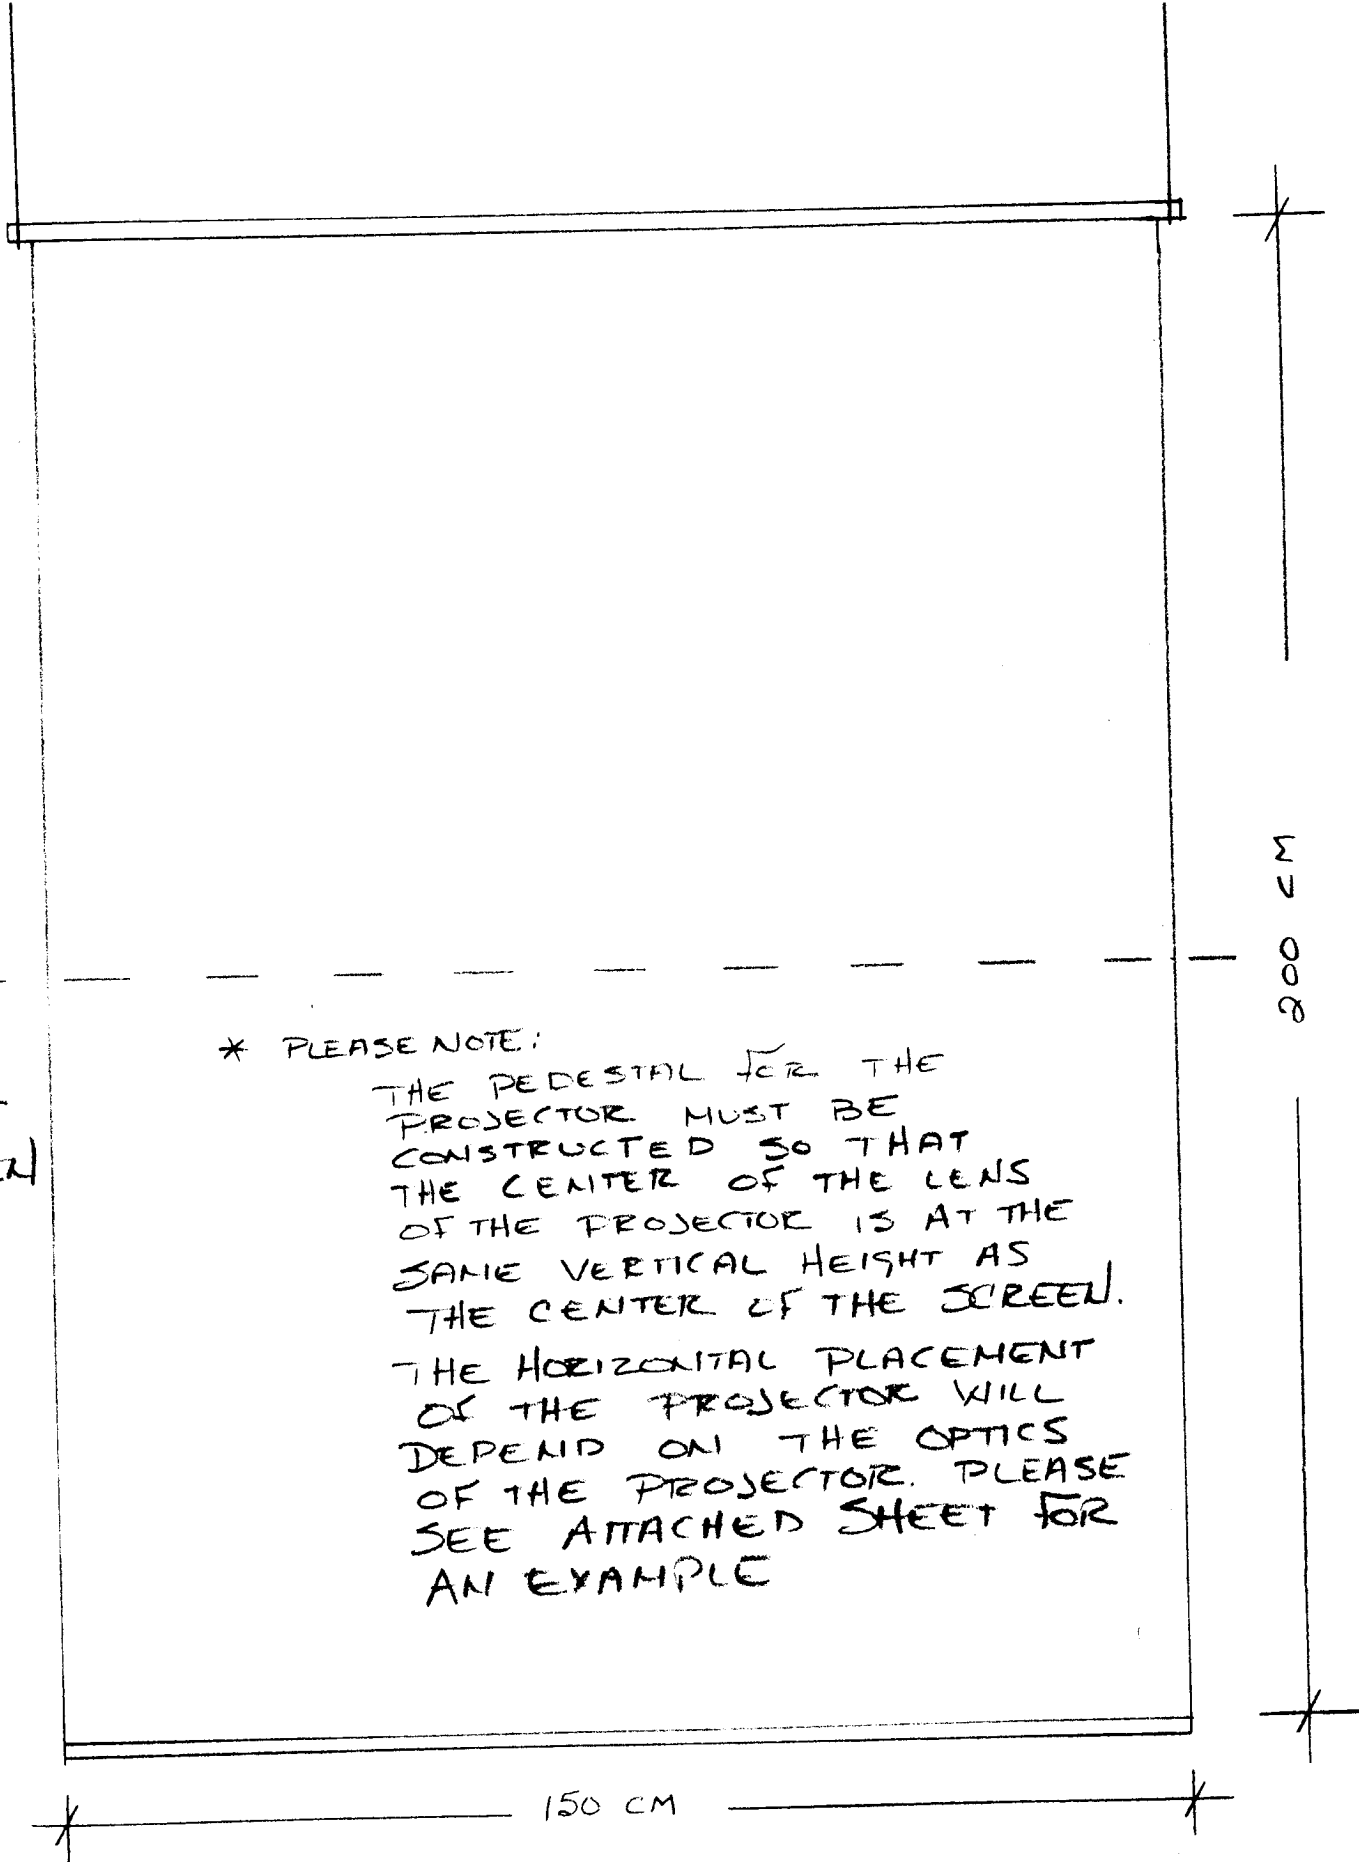 200 CM
* PLEASE NOTE:
THE PEDESTAL FOR THE
PROJECTOR MUST BE
CONSTRUCTED SO THAT
THE CENTER OF THE LENS
OF THE PROJECTOR IS AT THE
SAME VERTICAL HEIGHT AS
THE CENTER OF THE SCREEN.
THE HORIZONTAL PLACEMENT
OF THE PROJECTOR WILL
DEPEND ON THE OPTICS
OF THE PROJECTOR. PLEASE
SEE ATTACHED SHEET FOR
AN EXAMPLE
150 CM